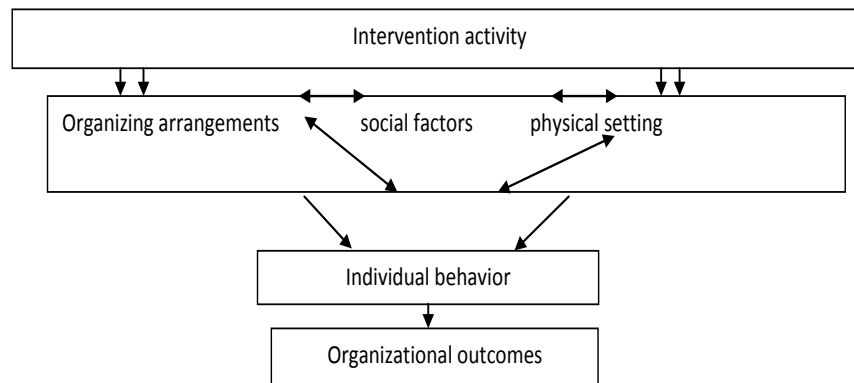 Intervention activity
Organizing arrangements social factors physical setting
Individual behavior
Organizational outcomes